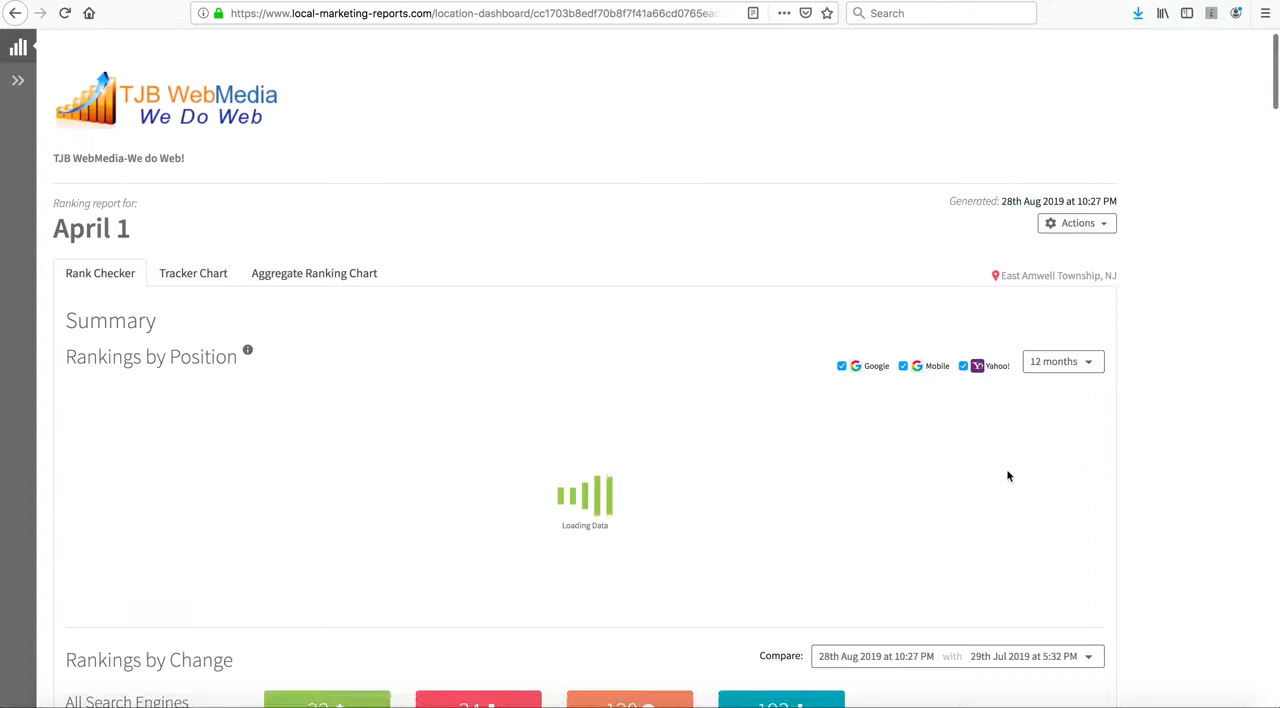 https://www.local-marketing-reports.com/location-dashboard/cc1703b8edf70b8f7f41a66cd0765ea
Search
TJB WebMedia
We Do Web
TJB WebMedia-We do Web!
Ranking report for:
Generated: 28th Aug 2019 at 10:27 PM
April 1
Actions
Rank Checker
Tracker Chart
Aggregate Ranking Chart
East Amwell Township, NJ
Summary
Rankings by Position
Google
Mobile
Yahoo!
12 months
Loading Data
Rankings by Change
Compare:
28th Aug 2019 at 10:27 PM with 29th Jul 2019 at 5:32 PM
All Search Engines